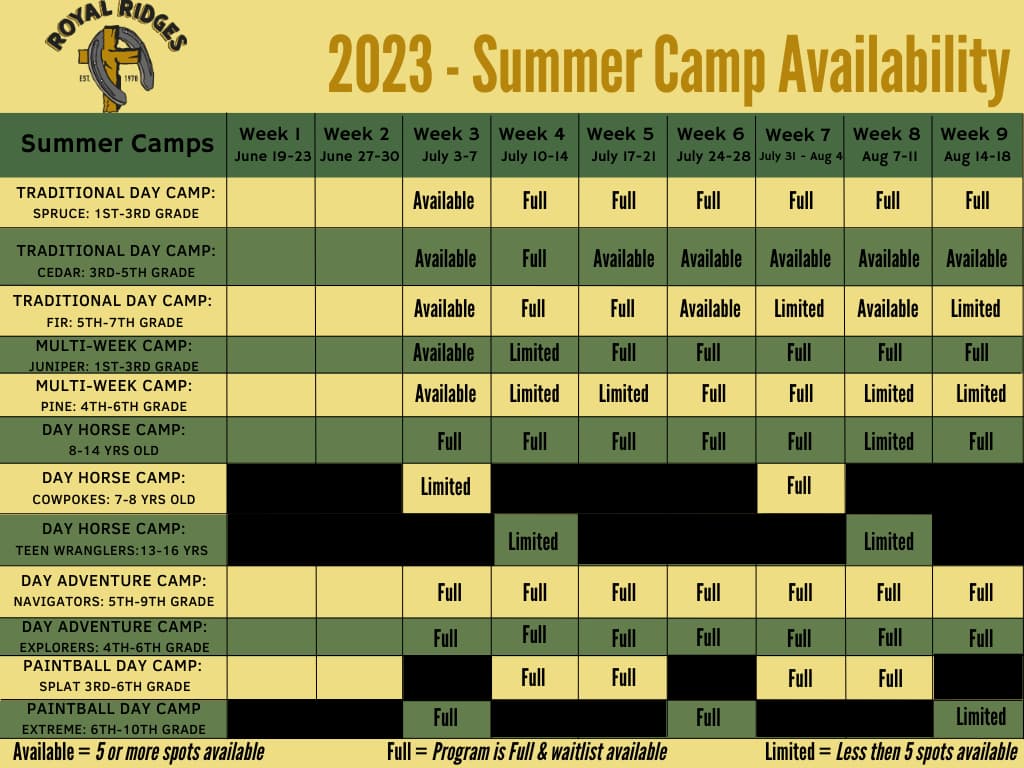 ROYAL RIDGES
EST. 1970
2023 - Summer Camp Availability
Summer Camps Week 1 Week 2 Week 3 Week 4 Week 5 Week 6 Week 7 Week 8 Week 9
June 19-23 June 27-30 July 3-7 July 10-14 July 17-21 July 24-28 July 31 - Aug 4 Aug 7-11 Aug 14-18
TRADITIONAL DAY CAMP:
SPRUCE: 1ST-3RD GRADE
Available Full Full Full Full Full Full
TRADITIONAL DAY CAMP:
CEDAR: 3RD-5TH GRADE
Available Full Available Available Available Available Available
TRADITIONAL DAY CAMP:
FIR: 5TH-7TH GRADE
Available Full Full Available Limited Available Limited
MULTI-WEEK CAMP:
JUNIPER: 1ST-3RD GRADE
Available Limited Full Full Full Full Full
MULTI-WEEK CAMP:
PINE: 4TH-6TH GRADE
Available Limited Limited Full Full Limited Limited
DAY HORSE CAMP:
8-14 YRS OLD
Full Full Full Full Full Limited Full
DAY HORSE CAMP:
COWPOKES: 7-8 YRS OLD
Limited Full
DAY HORSE CAMP:
TEEN WRANGLERS:13-16 YRS
Limited Limited
DAY ADVENTURE CAMP:
NAVIGATORS: 5TH-9TH GRADE
Full Full Full Full Full Full Full
DAY ADVENTURE CAMP:
EXPLORERS: 4TH-6TH GRADE
Full Full Full Full Full Full Full
PAINTBALL DAY CAMP:
SPLAT 3RD-6TH GRADE
Full Full Full Full
PAINTBALL DAY CAMP
EXTREME: 6TH-10TH GRADE
Full Full Limited
Available = 5 or more spots available Full = Program is Full & waitlist available Limited = Less then 5 spots available